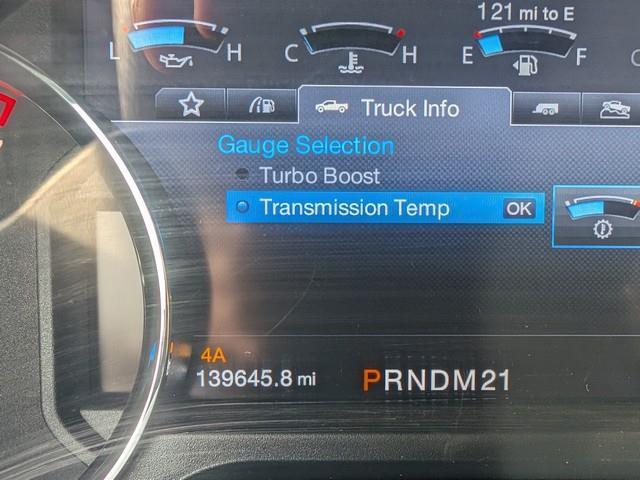 121 mi to E
L H C H E F
Truck Info
Gauge Selection
Turbo Boost
Transmission Temp OK
4A
139645.8 mi PRNDM21